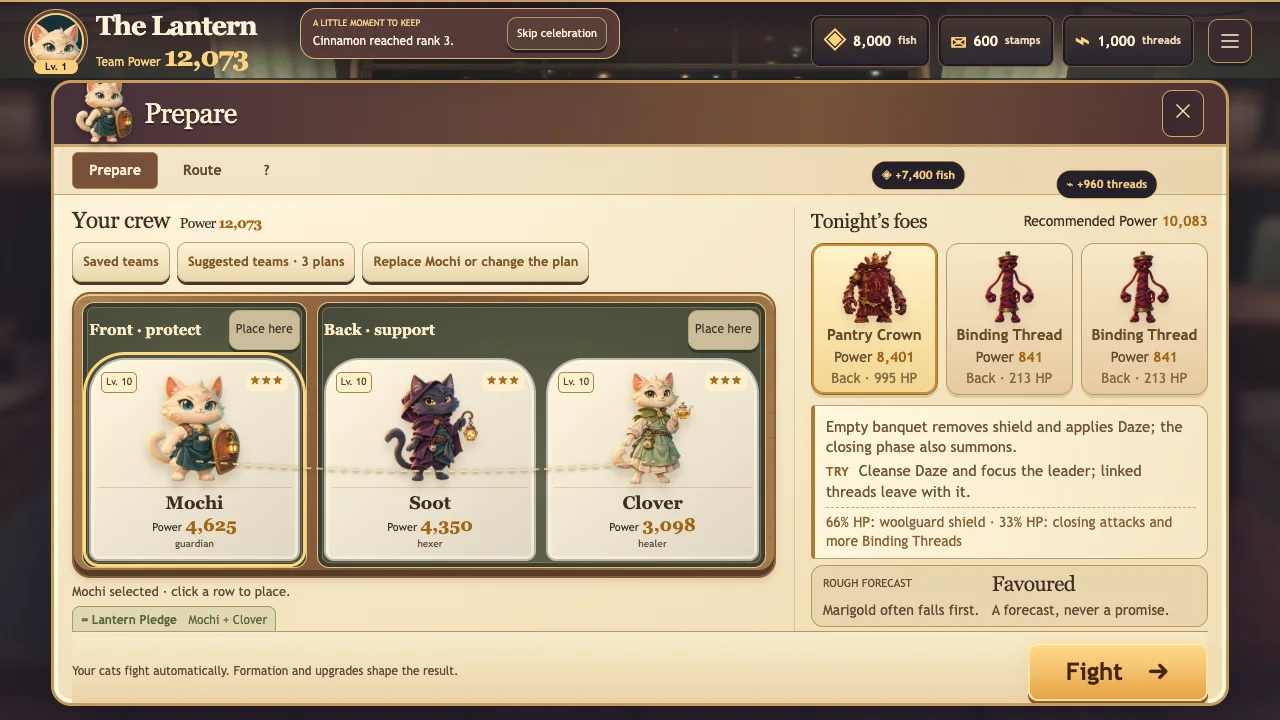 The Lantern
Lv. 1
Team Power 12,073
A LITTLE MOMENT TO KEEP
Cinnamon reached rank 3.
Skip celebration
8,000 fish
600 stamps
1,000 threads
Prepare
Prepare
Route
?
+7,400 fish
+960 threads
Your crew Power 12,073
Saved teams
Suggested teams · 3 plans
Replace Mochi or change the plan
Front · protect
Place here
Back · support
Place here
Lv. 10
Mochi
Power 4,625
guardian
Lv. 10
Soot
Power 4,350
hexer
Lv. 10
Clover
Power 3,098
healer
Mochi selected · click a row to place.
∞ Lantern Pledge Mochi + Clover
Tonight's foes
Recommended Power 10,083
Pantry Crown
Power 8,401
Back · 995 HP
Binding Thread
Power 841
Back · 213 HP
Binding Thread
Power 841
Back · 213 HP
Empty banquet removes shield and applies Daze; the
closing phase also summons.
TRY Cleanse Daze and focus the leader; linked
threads leave with it.
66% HP: woolguard shield · 33% HP: closing attacks and
more Binding Threads
ROUGH FORECAST
Favoured
Marigold often falls first.
A forecast, never a promise.
Your cats fight automatically. Formation and upgrades shape the result.
Fight →